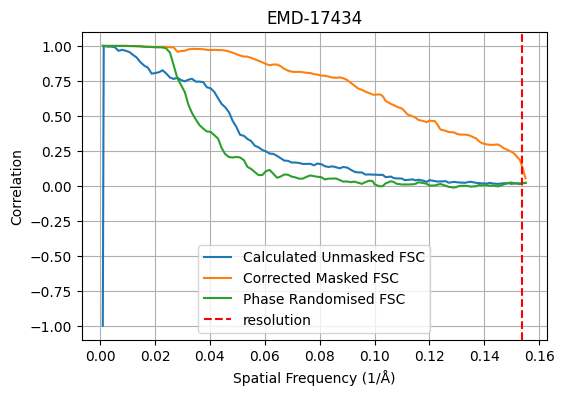 EMD-17434
1.00
0.75
0.50
0.25
0.00
−0.25
−0.50
−0.75
−1.00
Correlation
Calculated Unmasked FSC
Corrected Masked FSC
Phase Randomised FSC
resolution
0.00 0.02 0.04 0.06 0.08 0.10 0.12 0.14 0.16
Spatial Frequency (1/Å)